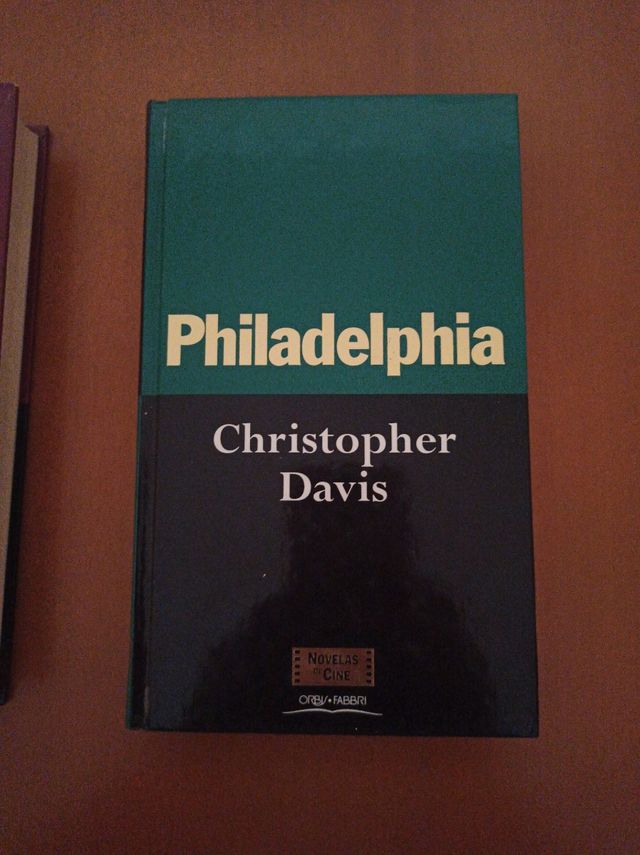 Philadelphia
Christopher
Davis
NOVELAS
DE CINE
ORBIS • FABBRI